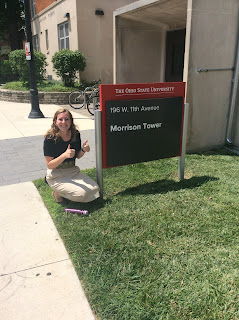 THE OHIO STATE UNIVERSITY
196 W. 11th Avenue
Morrison Tower